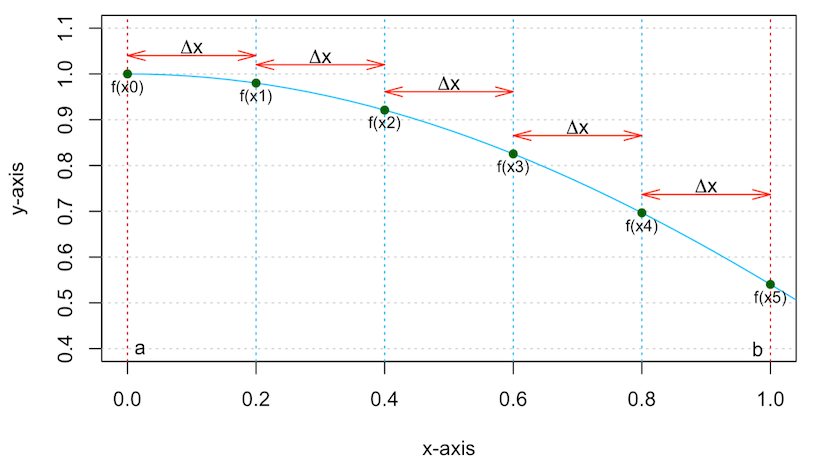 1.1
1.0
0.9
0.8
0.7
0.6
0.5
0.4
y-axis
Δx
Δx
Δx
Δx
Δx
f(x0)
f(x1)
f(x2)
f(x3)
f(x4)
f(x5)
a
b
0.0 0.2 0.4 0.6 0.8 1.0
x-axis